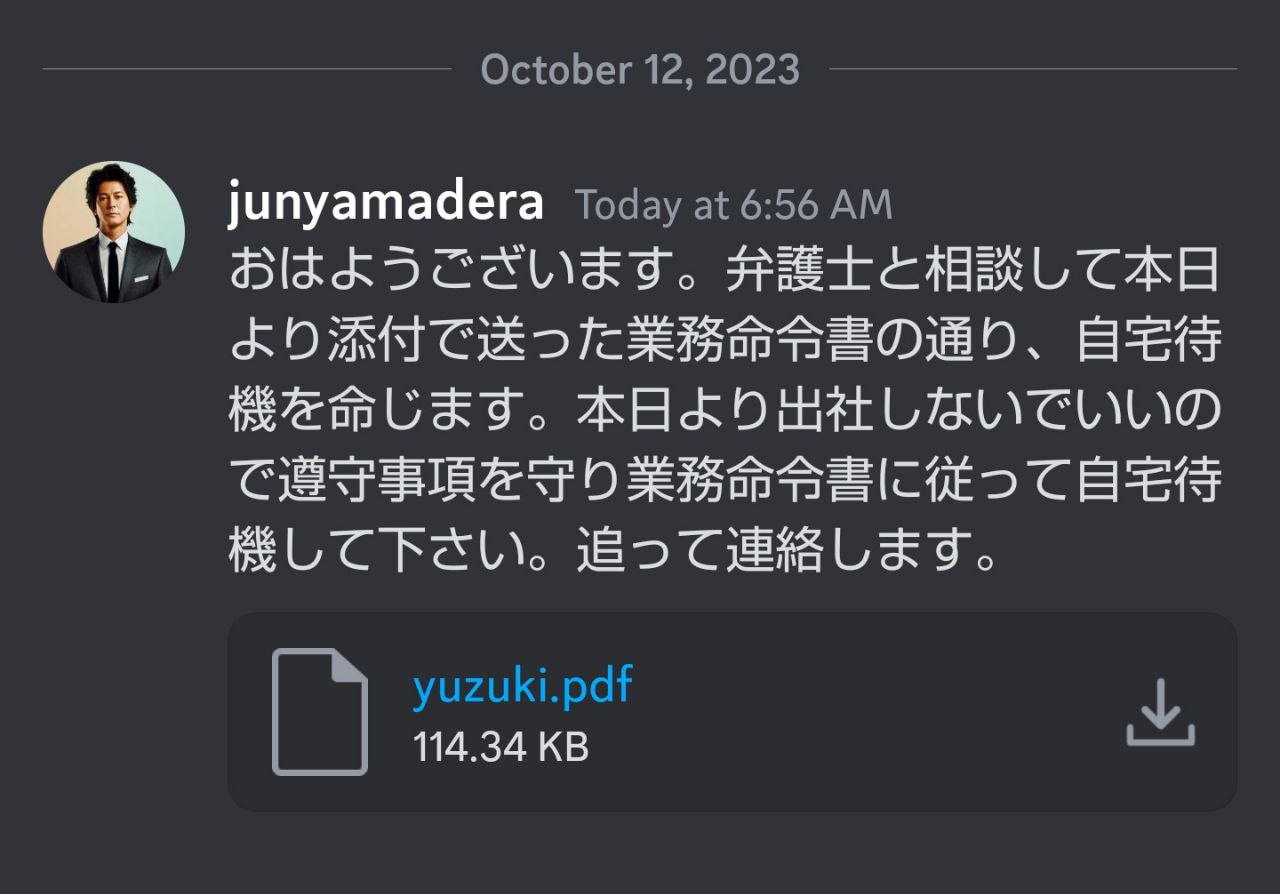 October 12, 2023
junyamadera Today at 6:56 AM
おはようございます。弁護士と相談して本日
より添付で送った業務命令書の通り、自宅待
機を命じます。本日より出社しないでいいの
で遵守事項を守り業務命令書に従って自宅待
機して下さい。追って連絡します。
yuzuki.pdf
114.34 KB